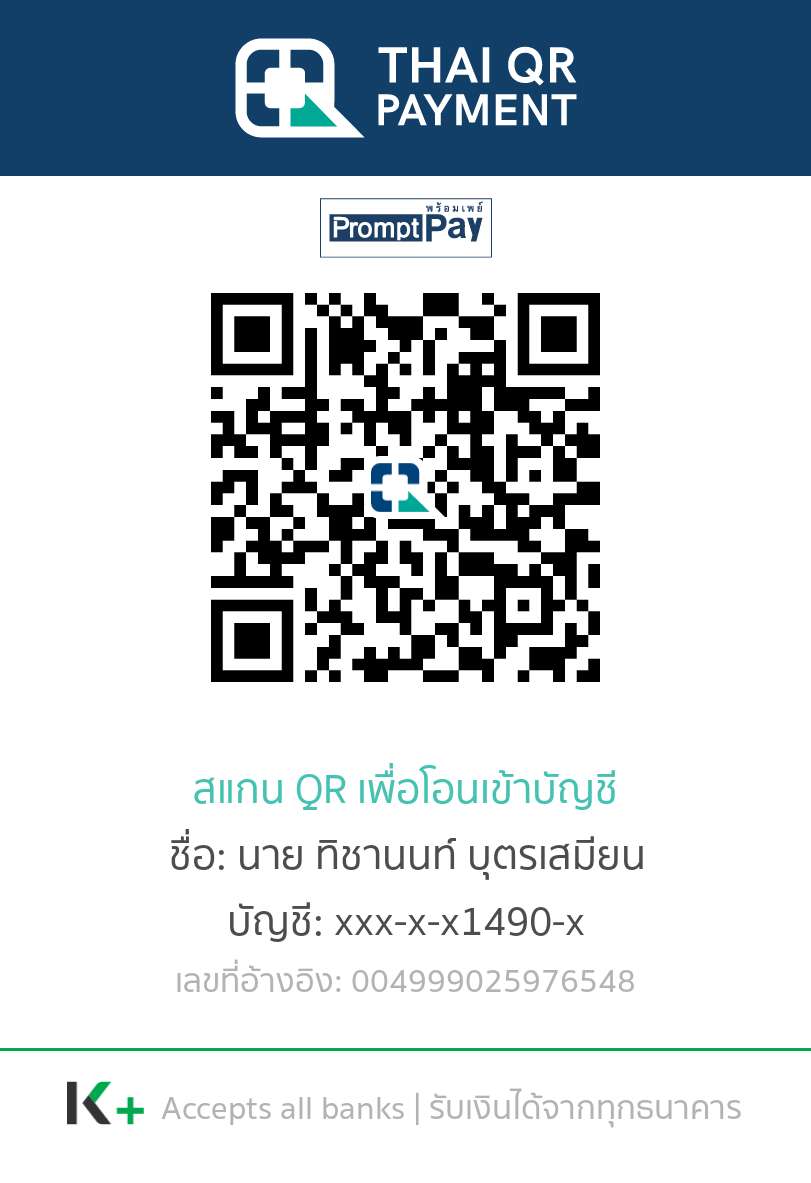 THAI QR
PAYMENT
พร้อมเพย์
PromptPay
สแกน QR เพื่อโอนเข้าบัญชี
ชื่อ: นาย ทิชานนท์ บุตรเสมียน
บัญชี: xxx-x-x1490-x
เลขที่อ้างอิง: 004999025976548
K+ Accepts all banks | รับเงินได้จากทุกธนาคาร